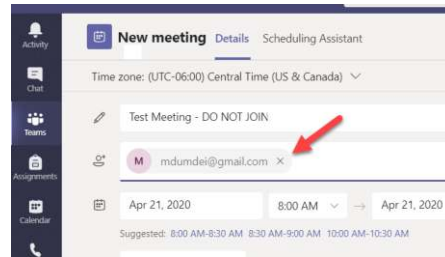 Activity
New meeting Details Scheduling Assistant
Chat
Time zone: (UTC-06:00) Central Time (US & Canada)
Teams
Test Meeting - DO NOT JOIN
Assignments
M mdumdei@gmail.com ×
Calendar
Apr 21, 2020 8:00 AM → Apr 21, 2020
Suggested: 8:00 AM-8:30 AM 8:30 AM-9:00 AM 10:00 AM-10:30 AM